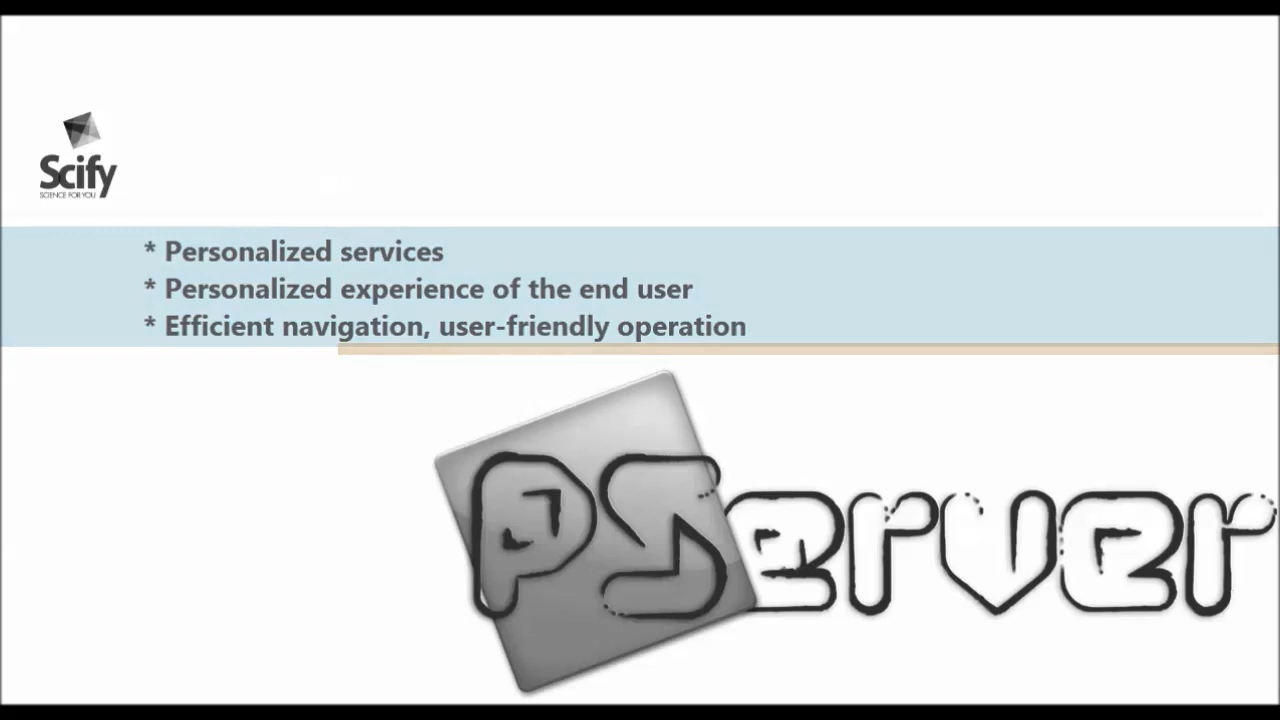 Scify
SCIENCE FOR YOU
* Personalized services
* Personalized experience of the end user
* Efficient navigation, user-friendly operation
PServer